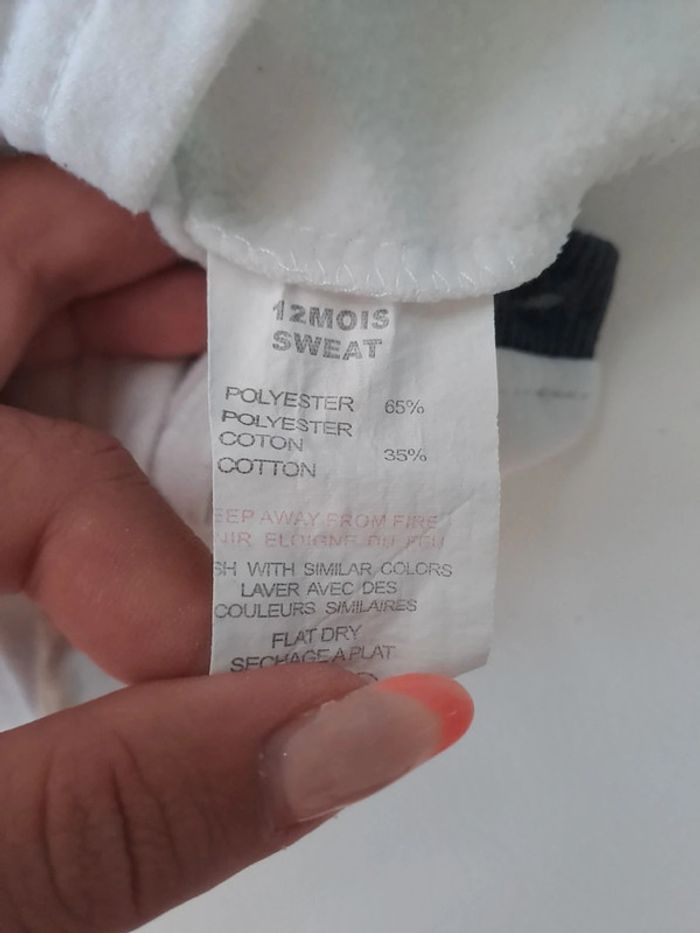 12MOIS
SWEAT
POLYESTER 65%
POLYESTER
COTON
COTTON 35%
EEP AWAY FROM FIRE
NIR ELOIGNE DU FEU
SH WITH SIMILAR COLORS
LAVER AVEC DES
COULEURS SIMILAIRES
FLAT DRY
SECHAGE A PLAT